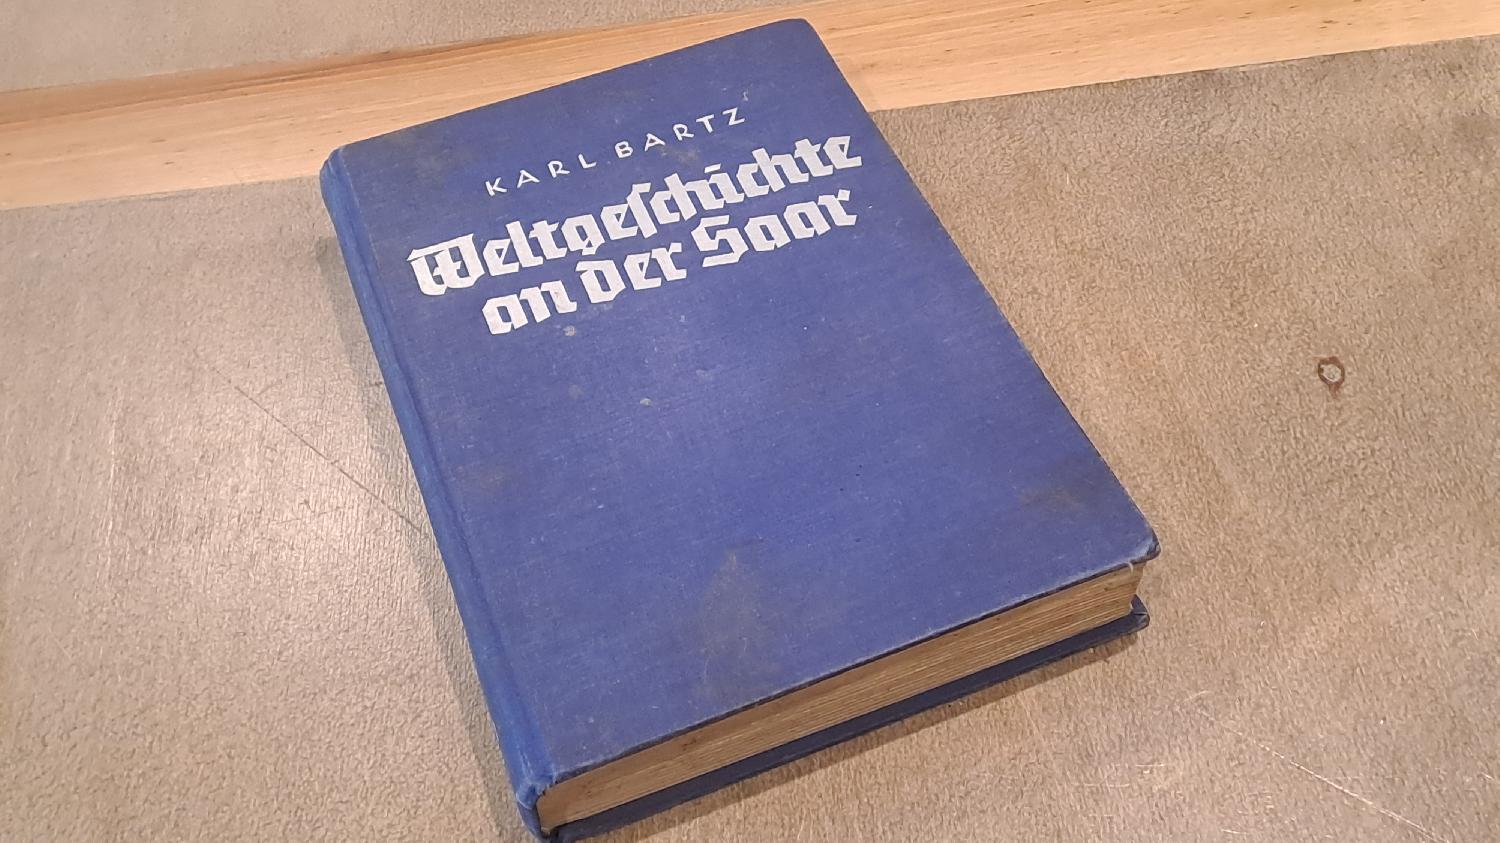 KARL BARTZ
Weltgeſchichte
an der Saar